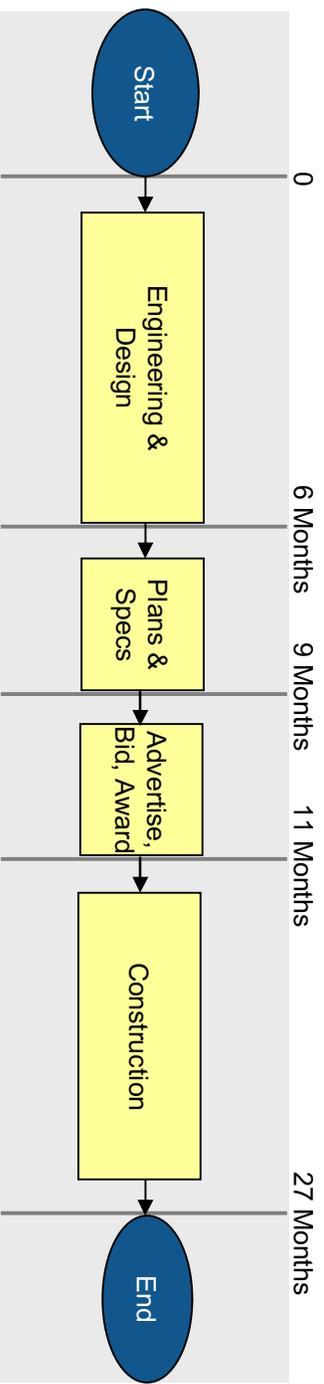 0
6 Months
9 Months
11 Months
27 Months
Start
Engineering &
Design
Plans &
Specs
Advertise,
Bid, Award
Construction
End